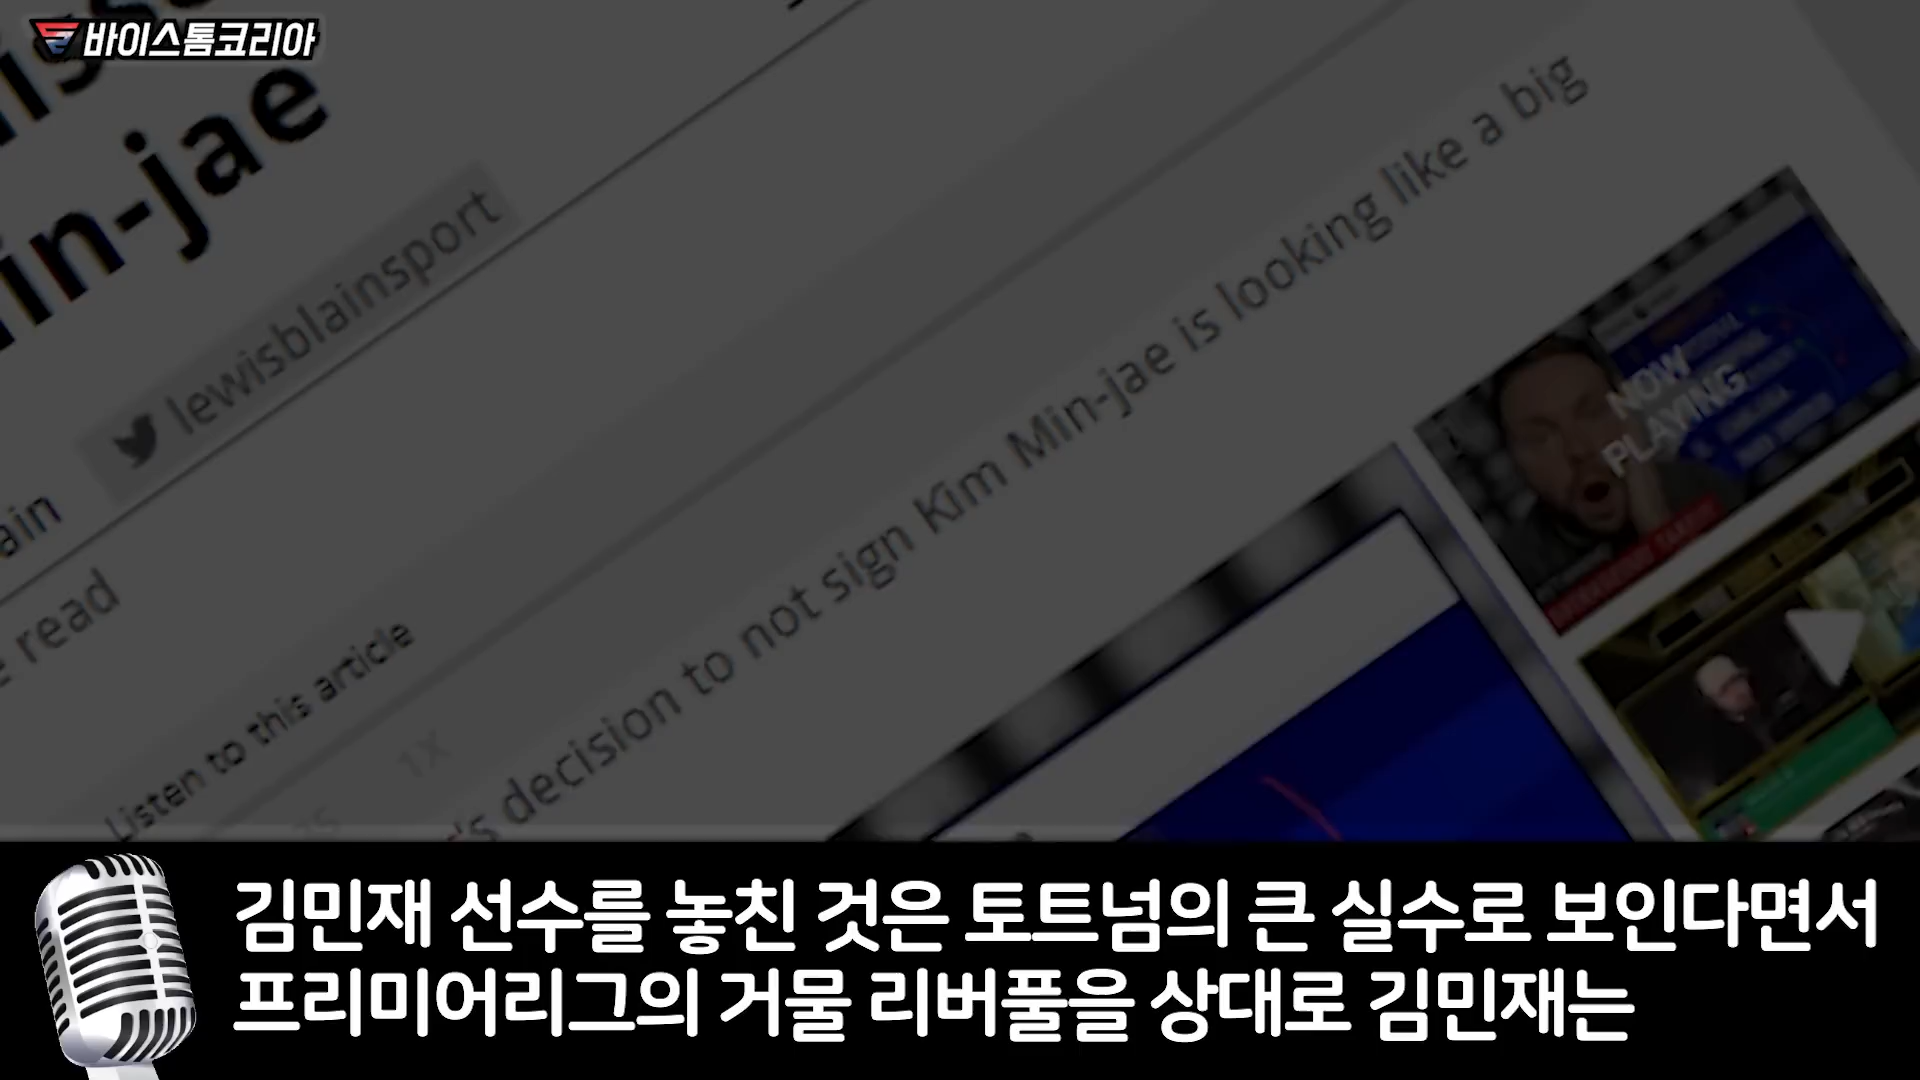 바이스톰코리아
in-jae
lewisblainsport
ain
read
Listen to this article
1X
's decision to not sign Kim Min-jae is looking like a big
NOW
PLAYING
김민재 선수를 놓친 것은 토트넘의 큰 실수로 보인다면서
프리미어리그의 거물 리버풀을 상대로 김민재는